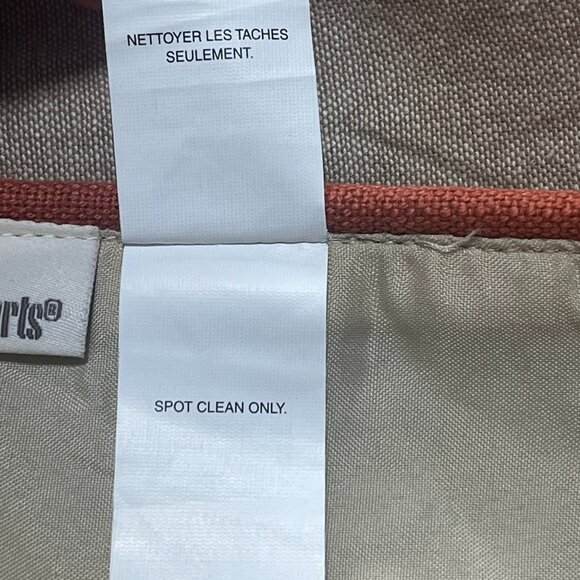 NETTOYER LES TACHES
SEULEMENT.
rts®
SPOT CLEAN ONLY.